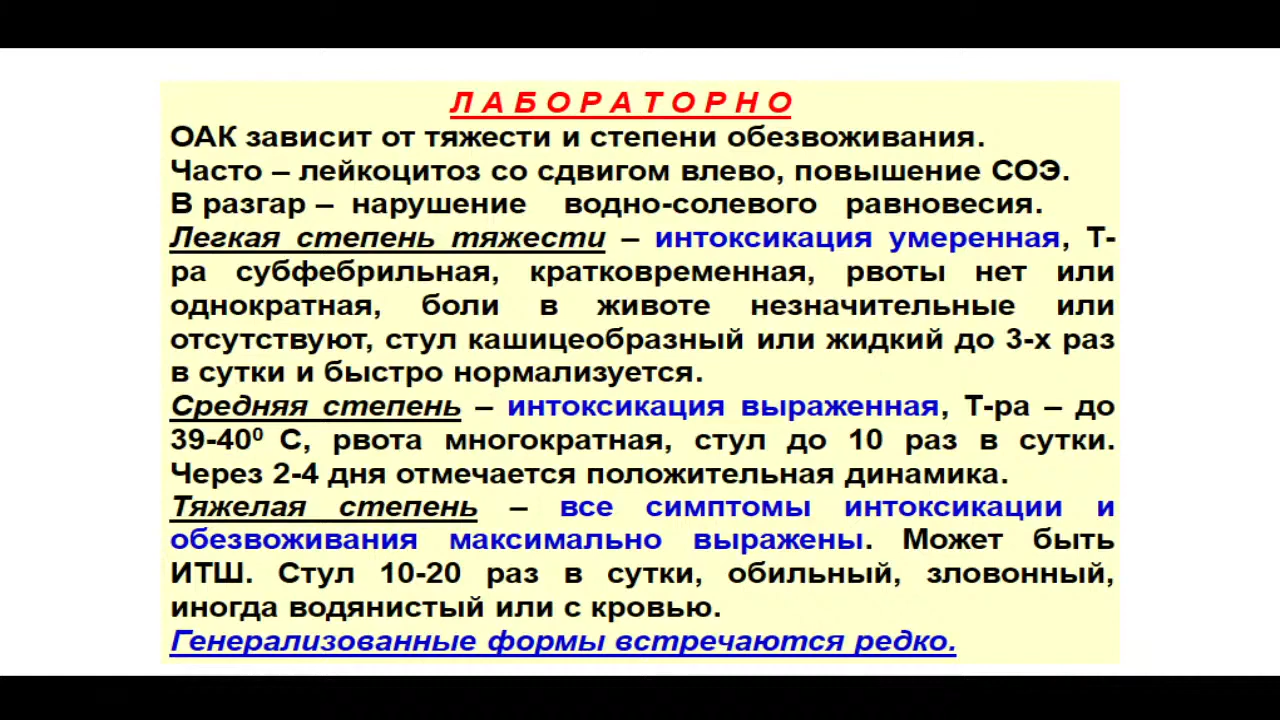 Л А Б О Р А Т О Р Н О
ОАК зависит от тяжести и степени обезвоживания.
Часто – лейкоцитоз со сдвигом влево, повышение СОЭ.
В разгар – нарушение водно-солевого равновесия.
Легкая степень тяжести – интоксикация умеренная, Т-
ра субфебрильная, кратковременная, рвоты нет или
однократная, боли в животе незначительные или
отсутствуют, стул кашицеобразный или жидкий до 3-х раз
в сутки и быстро нормализуется.
Средняя степень – интоксикация выраженная, Т-ра – до
39-40⁰ С, рвота многократная, стул до 10 раз в сутки.
Через 2-4 дня отмечается положительная динамика.
Тяжелая степень – все симптомы интоксикации и
обезвоживания максимально выражены. Может быть
ИТШ. Стул 10-20 раз в сутки, обильный, зловонный,
иногда водянистый или с кровью.
Генерализованные формы встречаются редко.